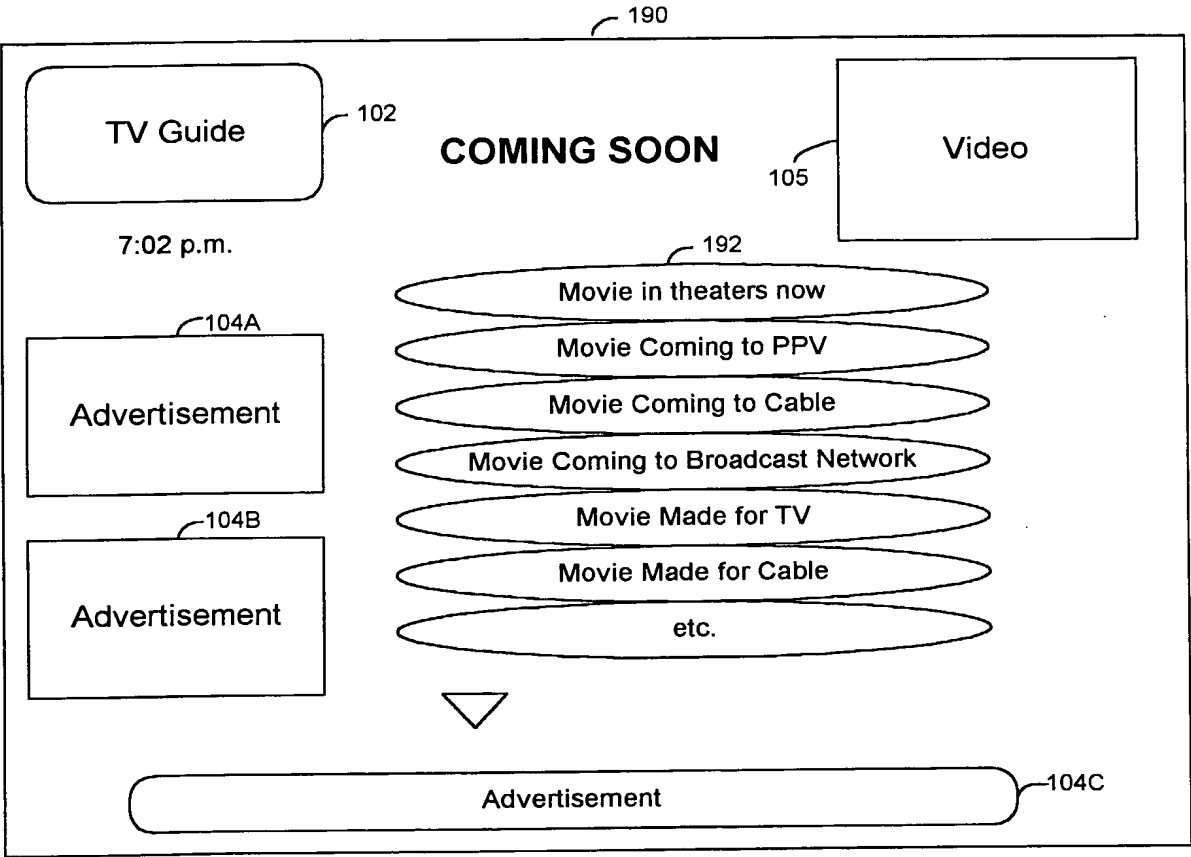 190
TV Guide
102
COMING SOON
Video
105
7:02 p.m.
192
Movie in theaters now
Movie Coming to PPV
Movie Coming to Cable
Movie Coming to Broadcast Network
Movie Made for TV
Movie Made for Cable
etc.
104A
Advertisement
104B
Advertisement
Advertisement
104C